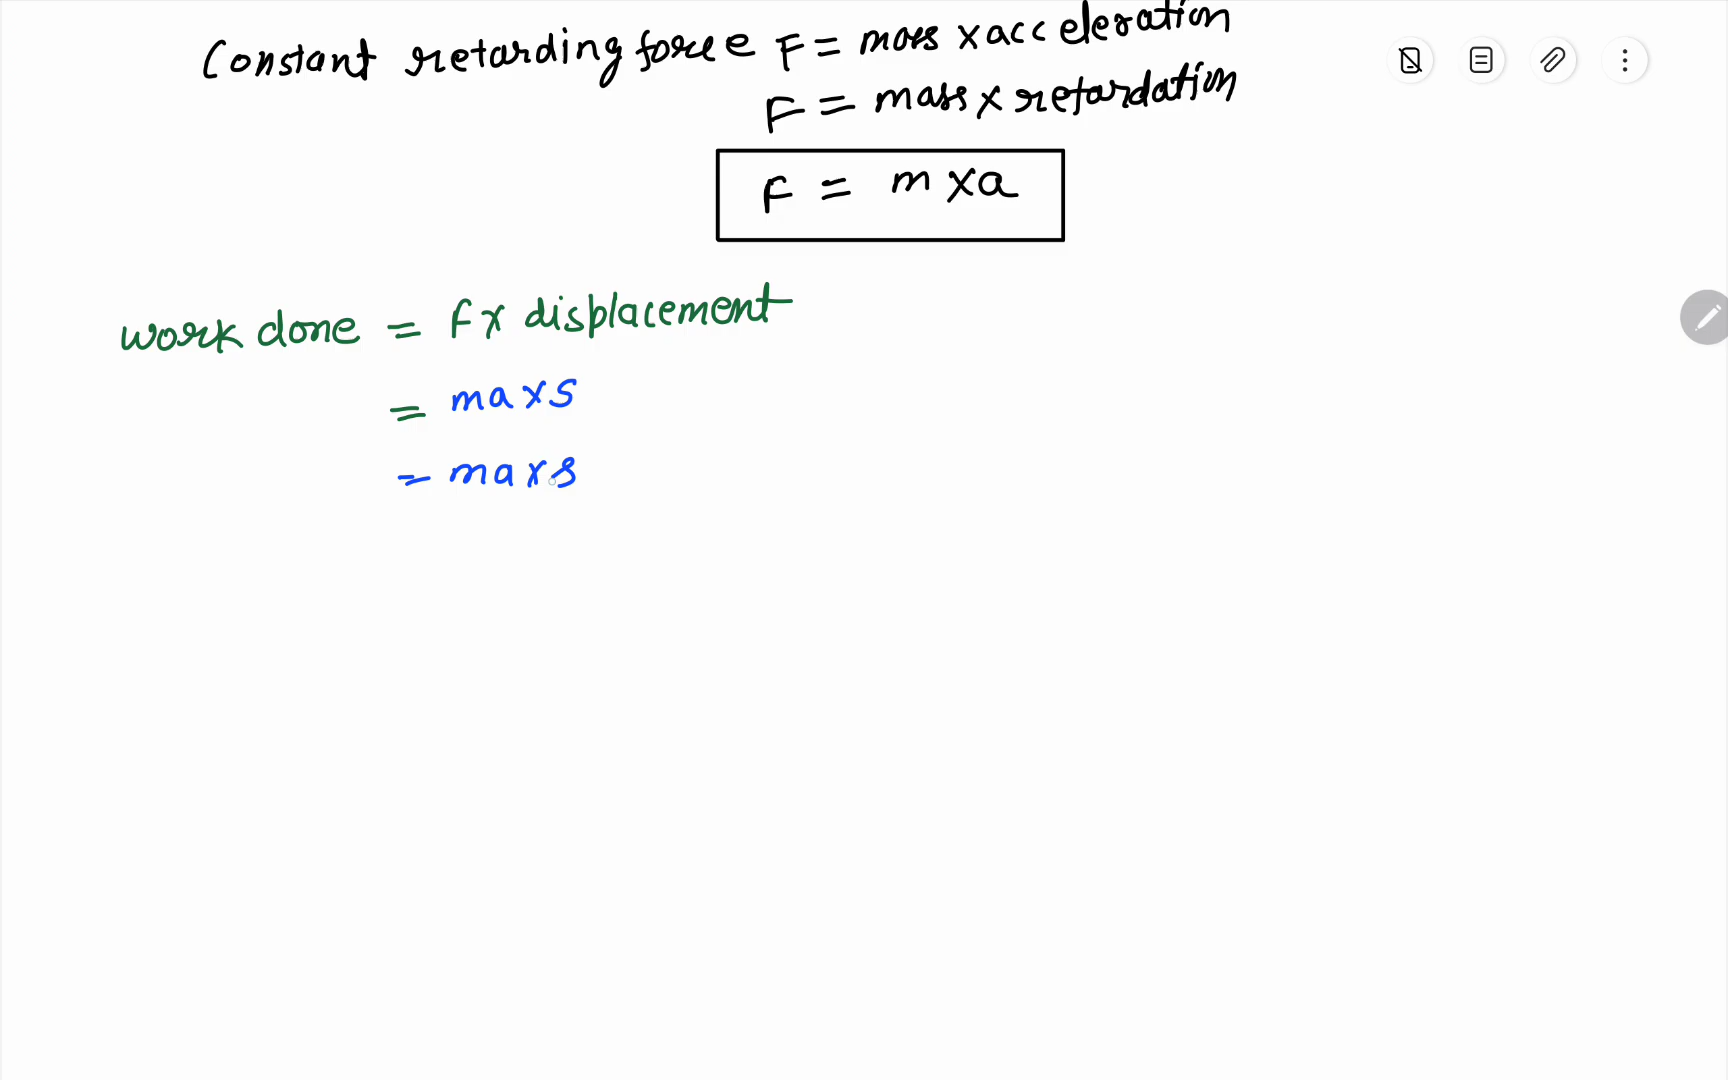 Constant retarding force F = mass x acceleration
F = mass x retardation
F = m x a
work done = F x displacement
= ma x s
= ma x s